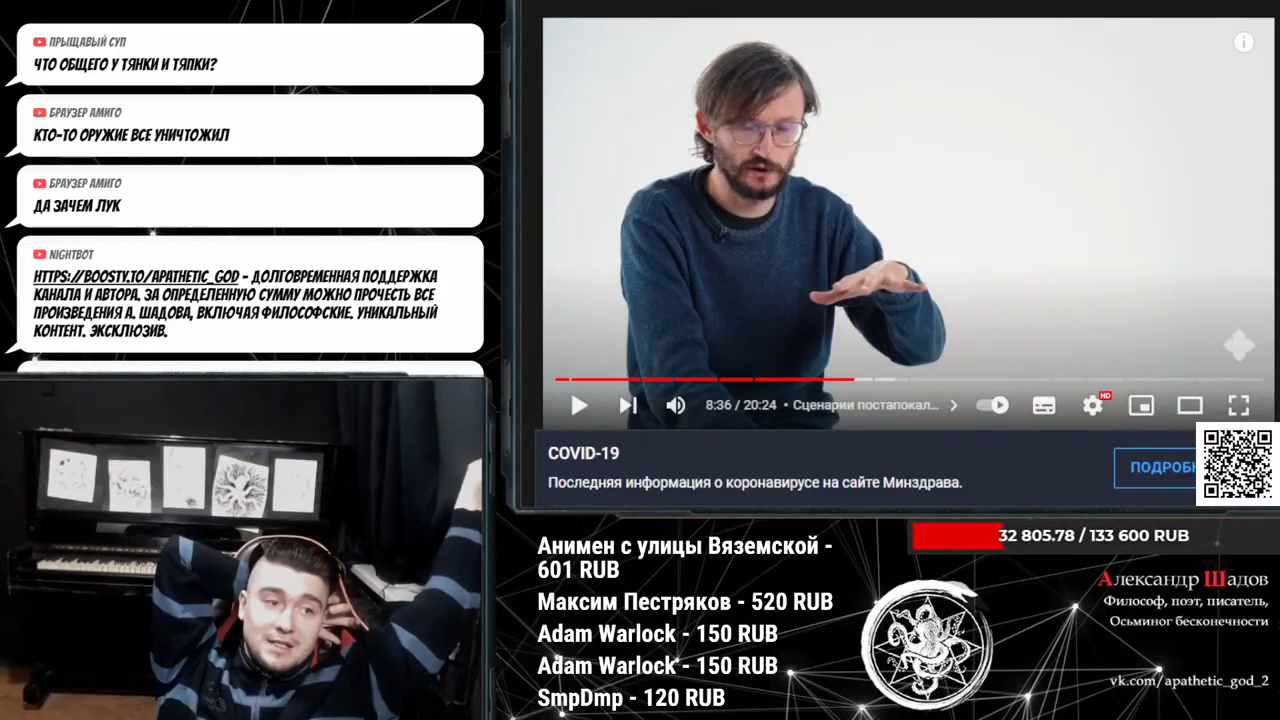 ПРЫЩАВЫЙ СУП
ЧТО ОБЩЕГО У ТЯНКИ И ТЯПКИ?
БРАУЗЕР АМИГО
КТО-ТО ОРУЖИЕ ВСЕ УНИЧТОЖИЛ
БРАУЗЕР АМИГО
ДА ЗАЧЕМ ЛУК
NIGHTBOT
HTTPS://BOOSTY.TO/APATHETIC_GOD - ДОЛГОВРЕМЕННАЯ ПОДДЕРЖКА
КАНАЛА И АВТОРА. ЗА ОПРЕДЕЛЕННУЮ СУММУ МОЖНО ПРОЧЕСТЬ ВСЕ
ПРОИЗВЕДЕНИЯ А. ШАДОВА, ВКЛЮЧАЯ ФИЛОСОФСКИЕ. УНИКАЛЬНЫЙ
КОНТЕНТ. ЭКСКЛЮЗИВ.
8:36 / 20:24 • Сценарии постапокал...
HD
COVID-19
Последняя информация о коронавирусе на сайте Минздрава.
ПОДРОБН
32 805.78 / 133 600 RUB
Анимен с улицы Вяземской -
601 RUB
Максим Пестряков - 520 RUB
Adam Warlock - 150 RUB
Adam Warlock - 150 RUB
SmpDmp - 120 RUB
Александр Шадов
Философ, поэт, писатель,
Осьминог бесконечности
vk.com/apathetic_god_2